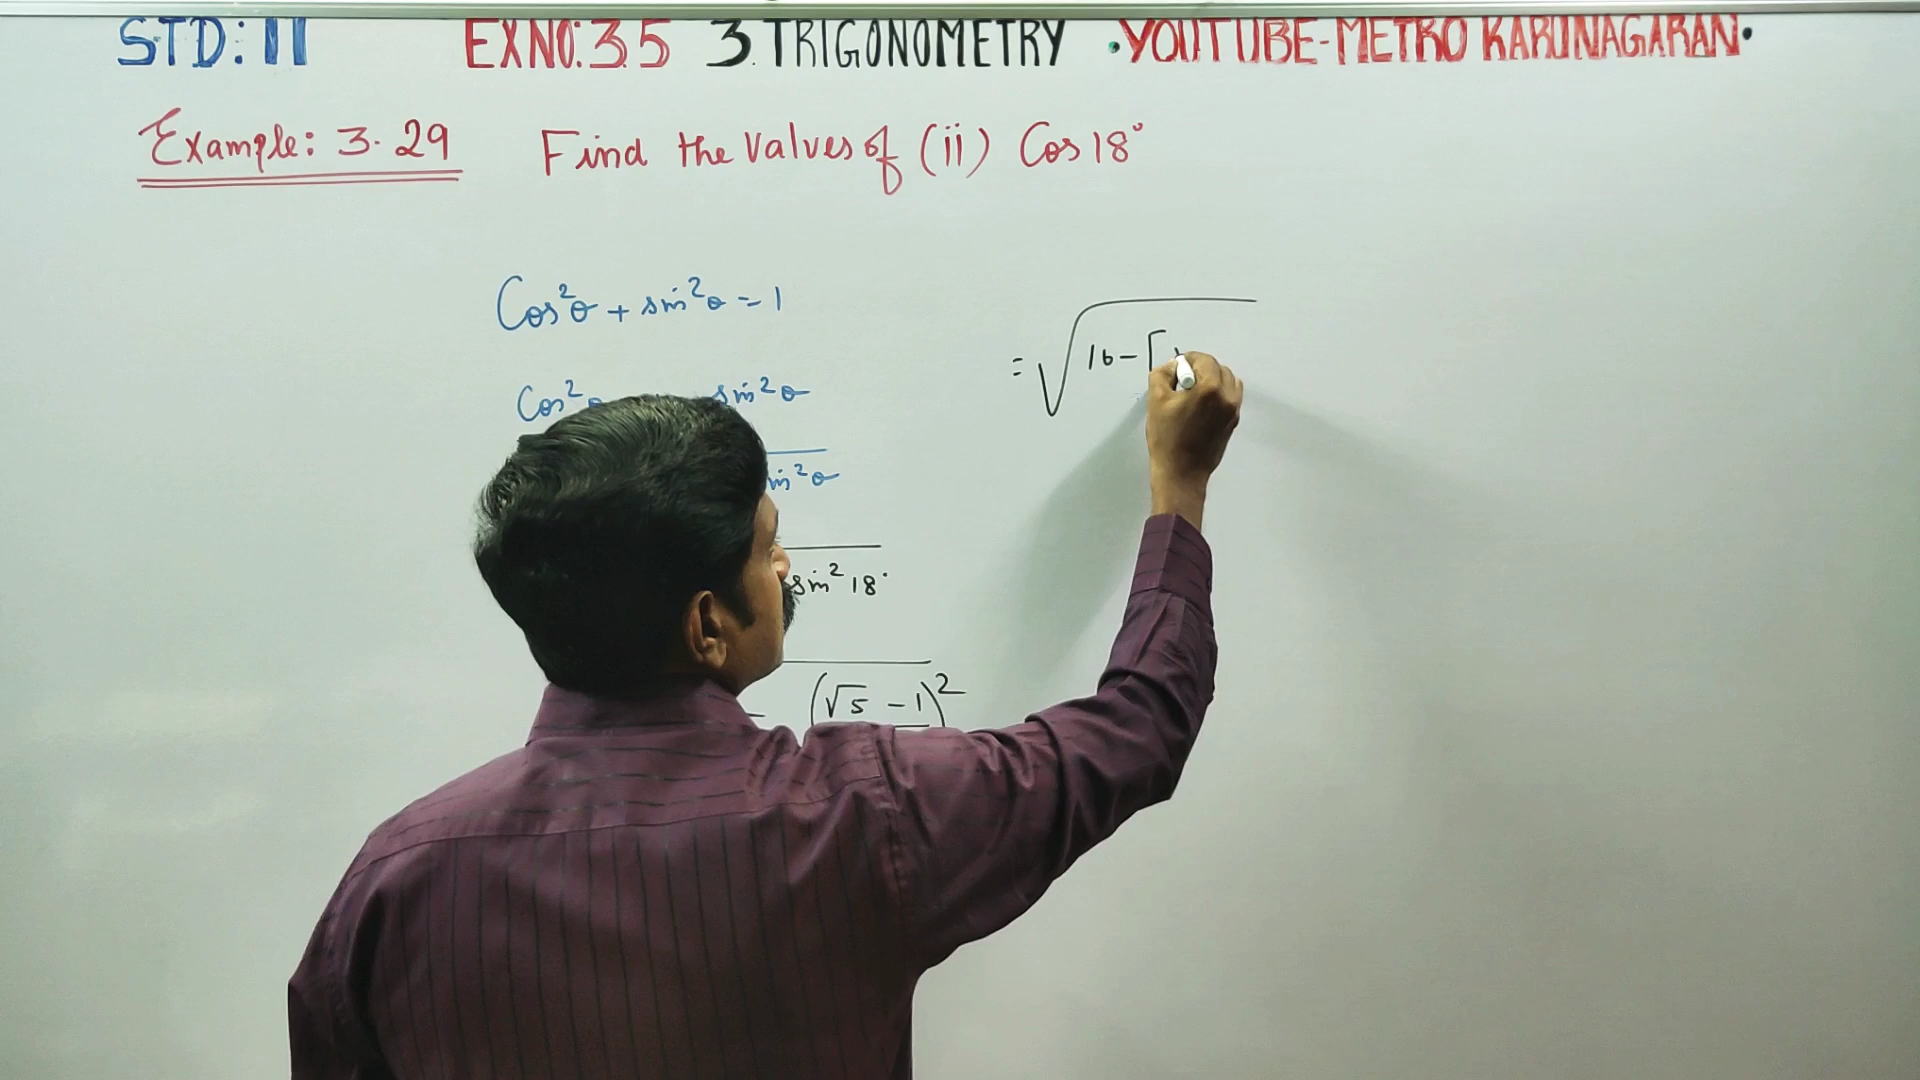 STD: 11 EXNO: 3.5 3. TRIGONOMETRY • YOUTUBE-METRO KARUNAGARAN •
Example: 3.29 Find the Valves of (ii) Cos 18°
Cos²θ + sin²θ = 1
Cos²θ sin²θ
sin²θ
sin² 18°
- (√5 - 1)²
= √ 16 - [